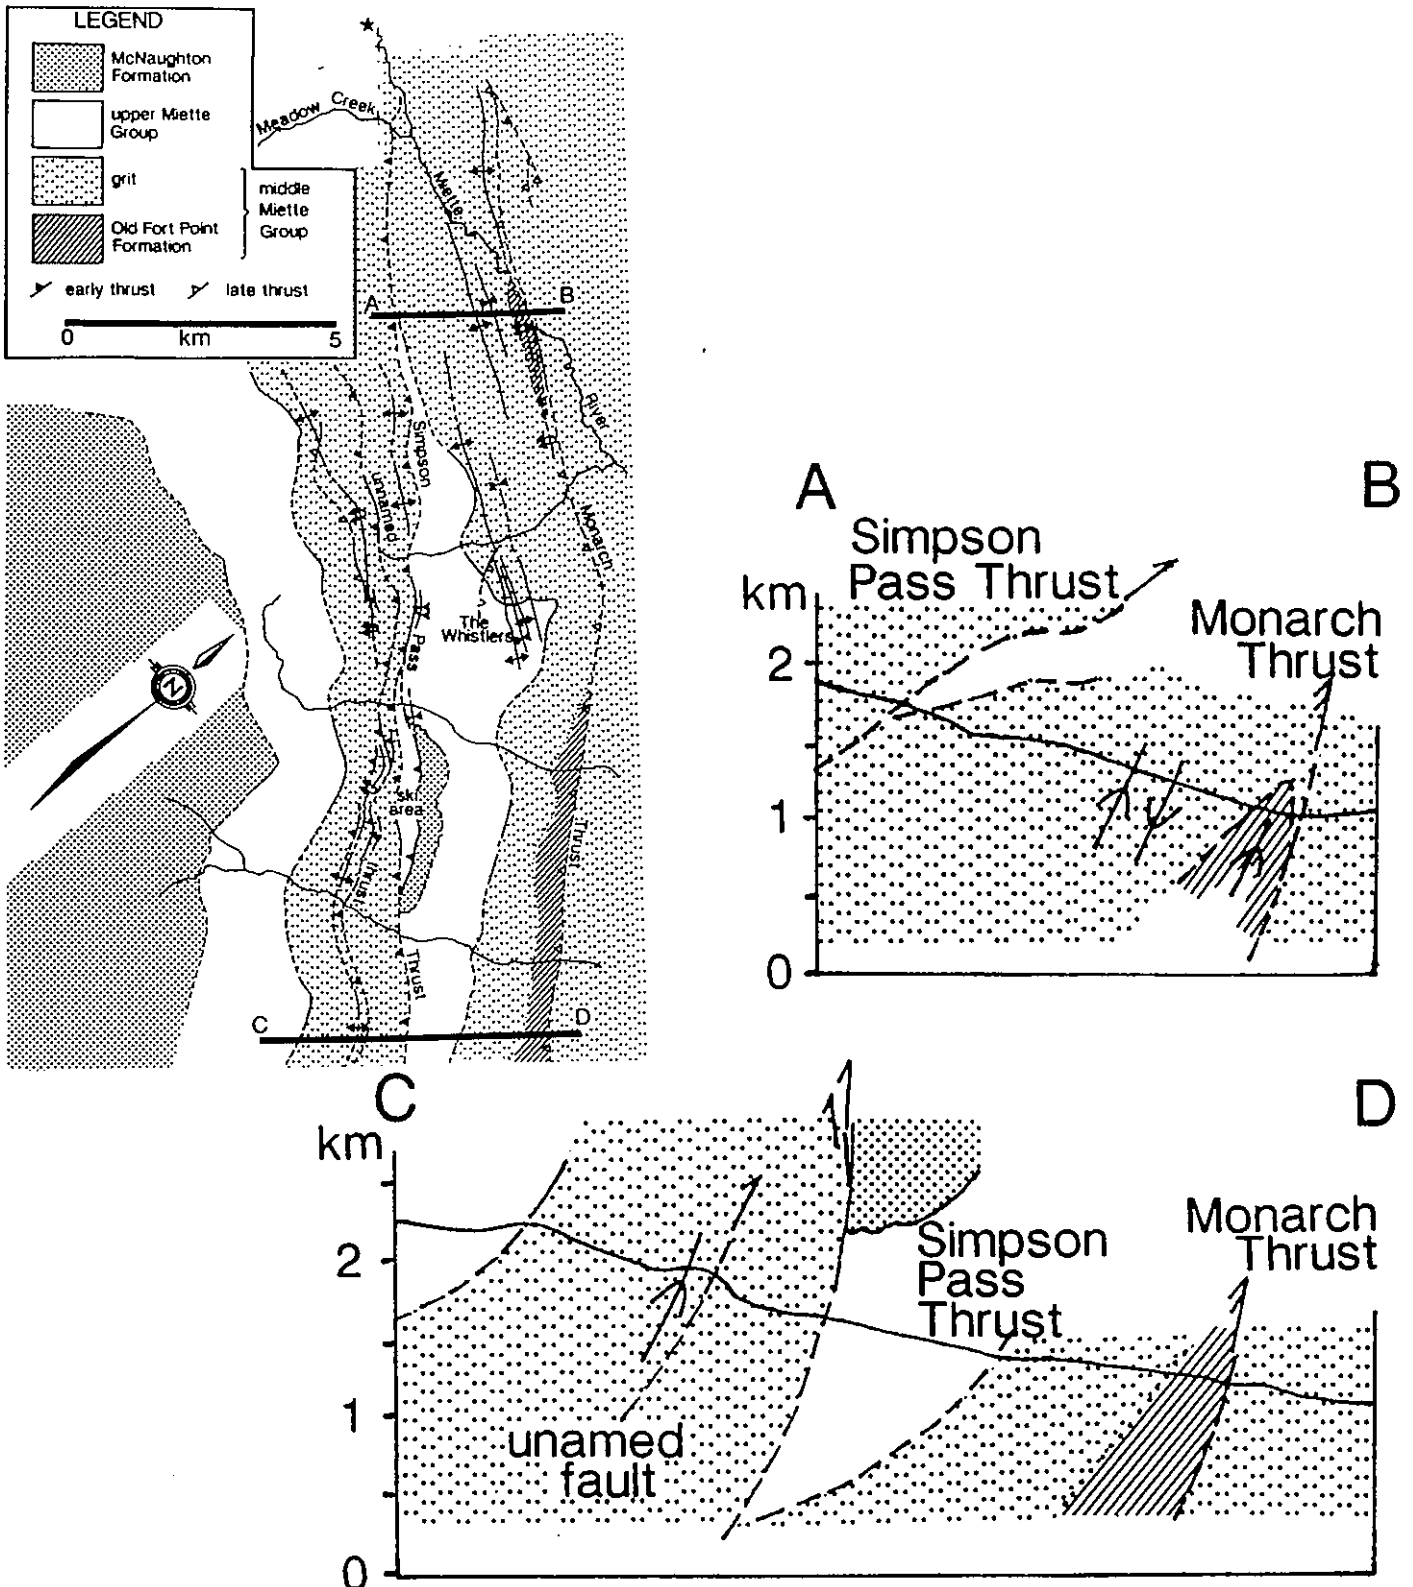 LEGEND
McNaughton
Formation
upper Miette
Group
grit
middle
Miette
Group
Old Fort Point
Formation
early thrust
late thrust
0
km
5
Meadow Creek
Miette
A
B
River
Simpson
unnamed
Monarch
The
Whistlers
Pass
N
ski
area
Thrust
Thrust
Thrust
C
D
A
B
Simpson
Pass Thrust
km
Monarch
Thrust
2
1
0
C
D
km
Monarch
Thrust
2
Simpson
Pass
Thrust
1
unamed
fault
0